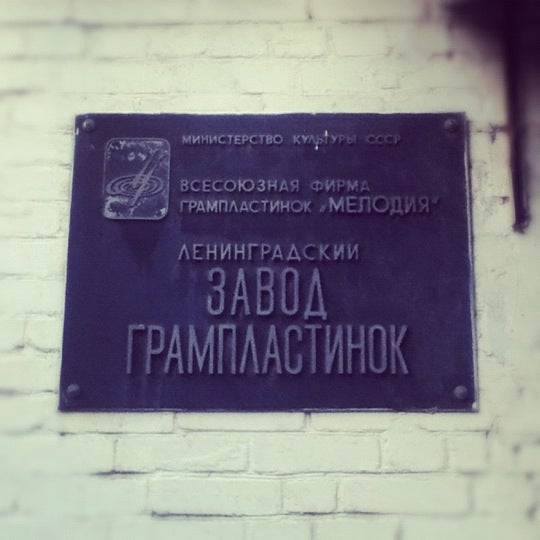 МИНИСТЕРСТВО КУЛЬТУРЫ СССР
ВСЕСОЮЗНАЯ ФИРМА
ГРАМПЛАСТИНОК „МЕЛОДИЯ“
ЛЕНИНГРАДСКИЙ
ЗАВОД
ГРАМПЛАСТИНОК